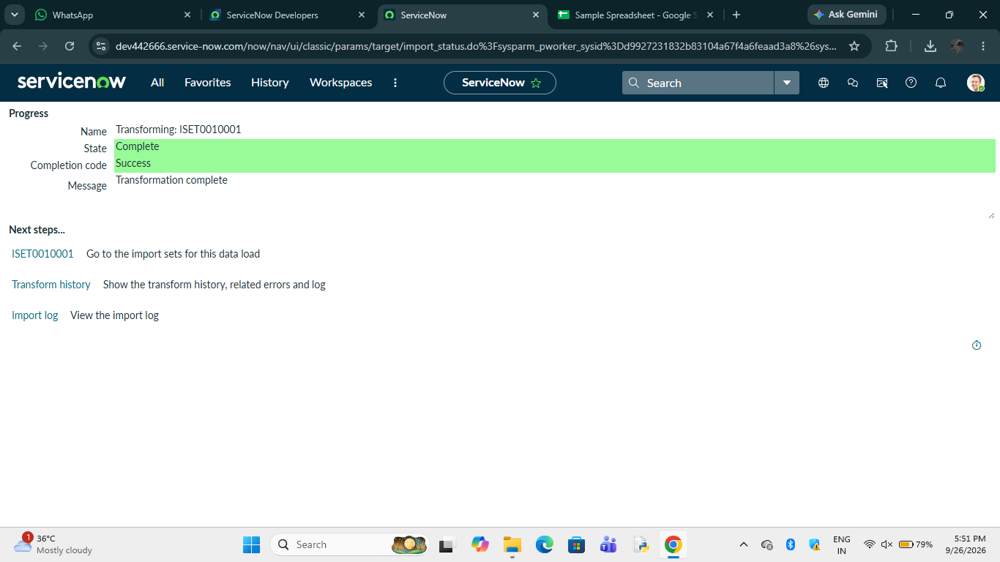 WhatsApp
ServiceNow Developers
ServiceNow
Sample Spreadsheet - Google S
Ask Gemini
dev442666.service-now.com/now/nav/ui/classic/params/target/import_status.do%3Fsysparm_pworker_sysid%3Dd9927231832b83104a67f4a6feaad3a8%26sys...
servicenow
All
Favorites
History
Workspaces
ServiceNow
Search
Progress
Name Transforming: ISET0010001
State Complete
Completion code Success
Message Transformation complete
Next steps...
ISET0010001 Go to the import sets for this data load
Transform history Show the transform history, related errors and log
Import log View the import log
1
36°C
Mostly cloudy
Search
ENG
IN
79%
5:51 PM
9/26/2026